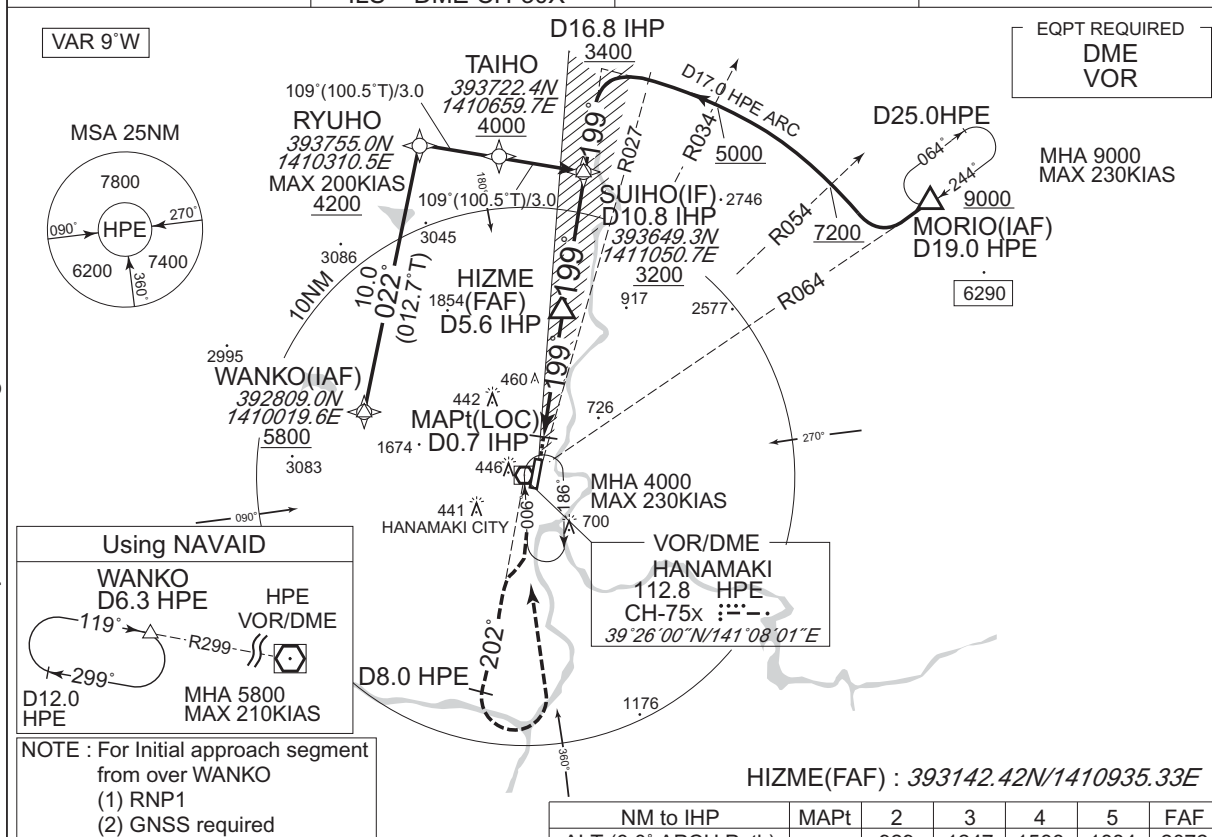 VAR 9°W
D16.8 IHP
3400
EQPT REQUIRED
DME
VOR
TAIHO
393722.4N
1410659.7E
4000
109°(100.5°T)/3.0
RYUHO
393755.0N
1410310.5E
MAX 200KIAS
4200
109°(100.5°T)/3.0
199°
D17.0 HPE ARC
5000
R027
R034
R054
7200
R064
D25.0HPE
064°
244°
MHA 9000
MAX 230KIAS
9000
MORIO(IAF)
D19.0 HPE
6290
MSA 25NM
7800
HPE
090°
270°
6200
7400
360°
180°
SUIHO(IF)
D10.8 IHP
393649.3N
1411050.7E
3200
2746
3045
3086
10NM
10.0
022°
(012.7°T)
199°
HIZME
(FAF)
D5.6 IHP
1854
917
2577
2995
WANKO(IAF)
392809.0N
1410019.6E
5800
3083
199°
460
442
MAPt(LOC)
D0.7 IHP
1674
726
270°
446
441
HANAMAKI CITY
006°
186°
MHA 4000
MAX 230KIAS
700
090°
VOR/DME
HANAMAKI
112.8 HPE
CH-75x
39°26′00″N/141°08′01″E
Using NAVAID
WANKO
D6.3 HPE
HPE
VOR/DME
119°
R299
299°
D12.0
HPE
MHA 5800
MAX 210KIAS
202°
D8.0 HPE
1176
360°
NOTE : For Initial approach segment
from over WANKO
(1) RNP1
(2) GNSS required
HIZME(FAF) : 393142.42N/1410935.33E
NM to IHP MAPt 2 3 4 5 FAF